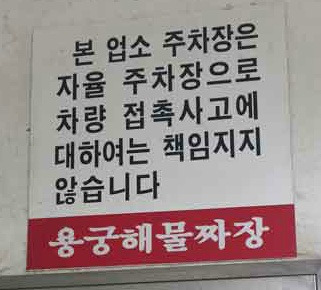 본 업소 주차장은
자율 주차장으로
차량 접촉사고에
대하여는 책임지지
않습니다
용궁해물짜장